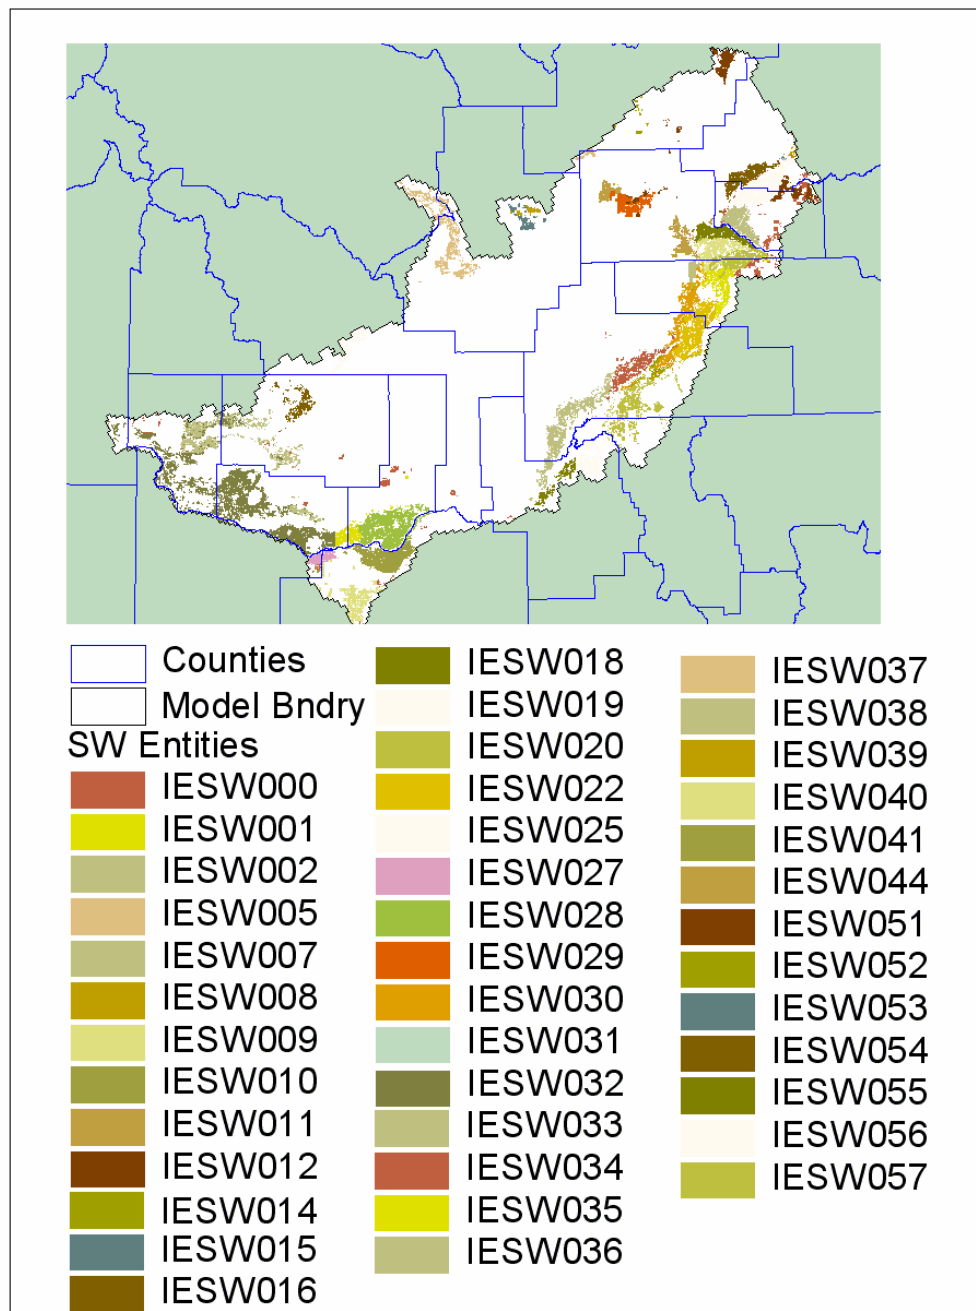 Counties
Model Bndry
SW Entities
IESW000
IESW001
IESW002
IESW005
IESW007
IESW008
IESW009
IESW010
IESW011
IESW012
IESW014
IESW015
IESW016
IESW018
IESW019
IESW020
IESW022
IESW025
IESW027
IESW028
IESW029
IESW030
IESW031
IESW032
IESW033
IESW034
IESW035
IESW036
IESW037
IESW038
IESW039
IESW040
IESW041
IESW044
IESW051
IESW052
IESW053
IESW054
IESW055
IESW056
IESW057